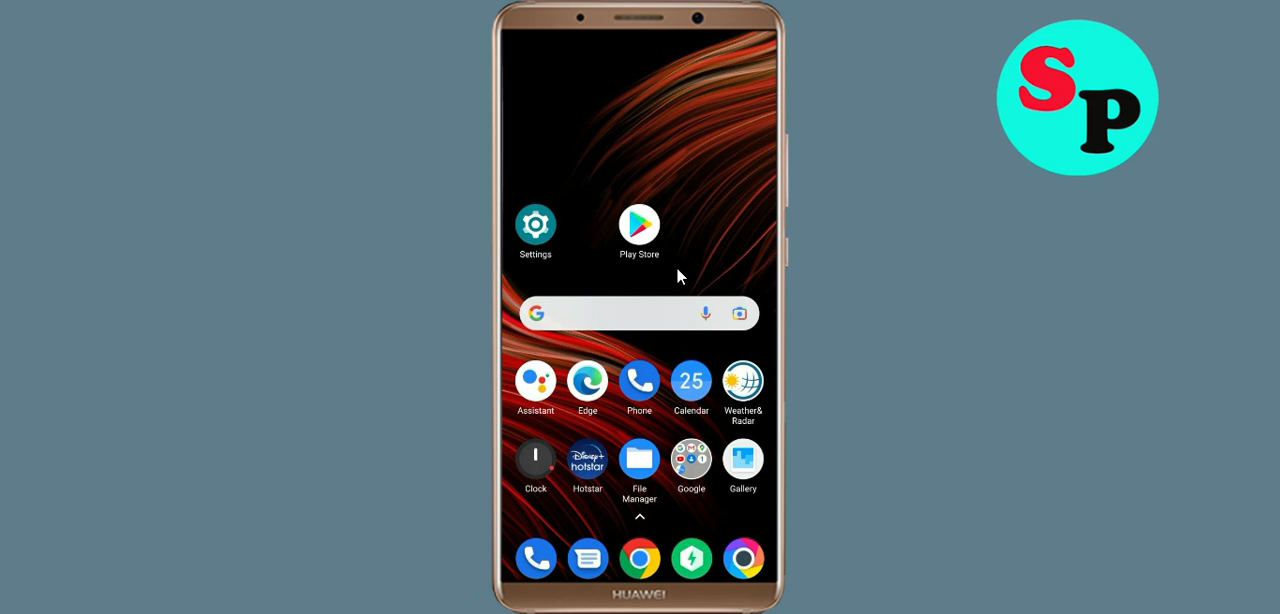 SP
Settings
Play Store
Assistant
Edge
Phone
25
Calendar
Weather&
Radar
Clock
Disney+
hotstar
Hotstar
File
Manager
Google
Gallery
HUAWEI